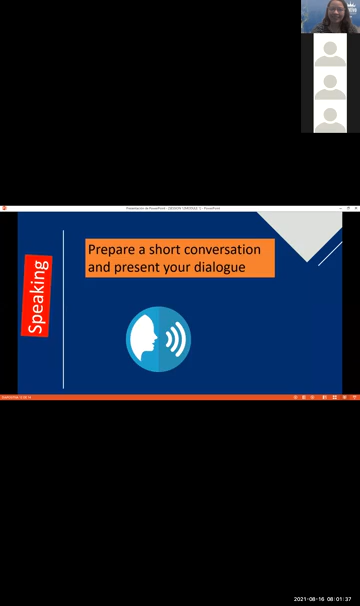 Speaking
Prepare a short conversation
and present your dialogue
2021-08-16 08:01:37